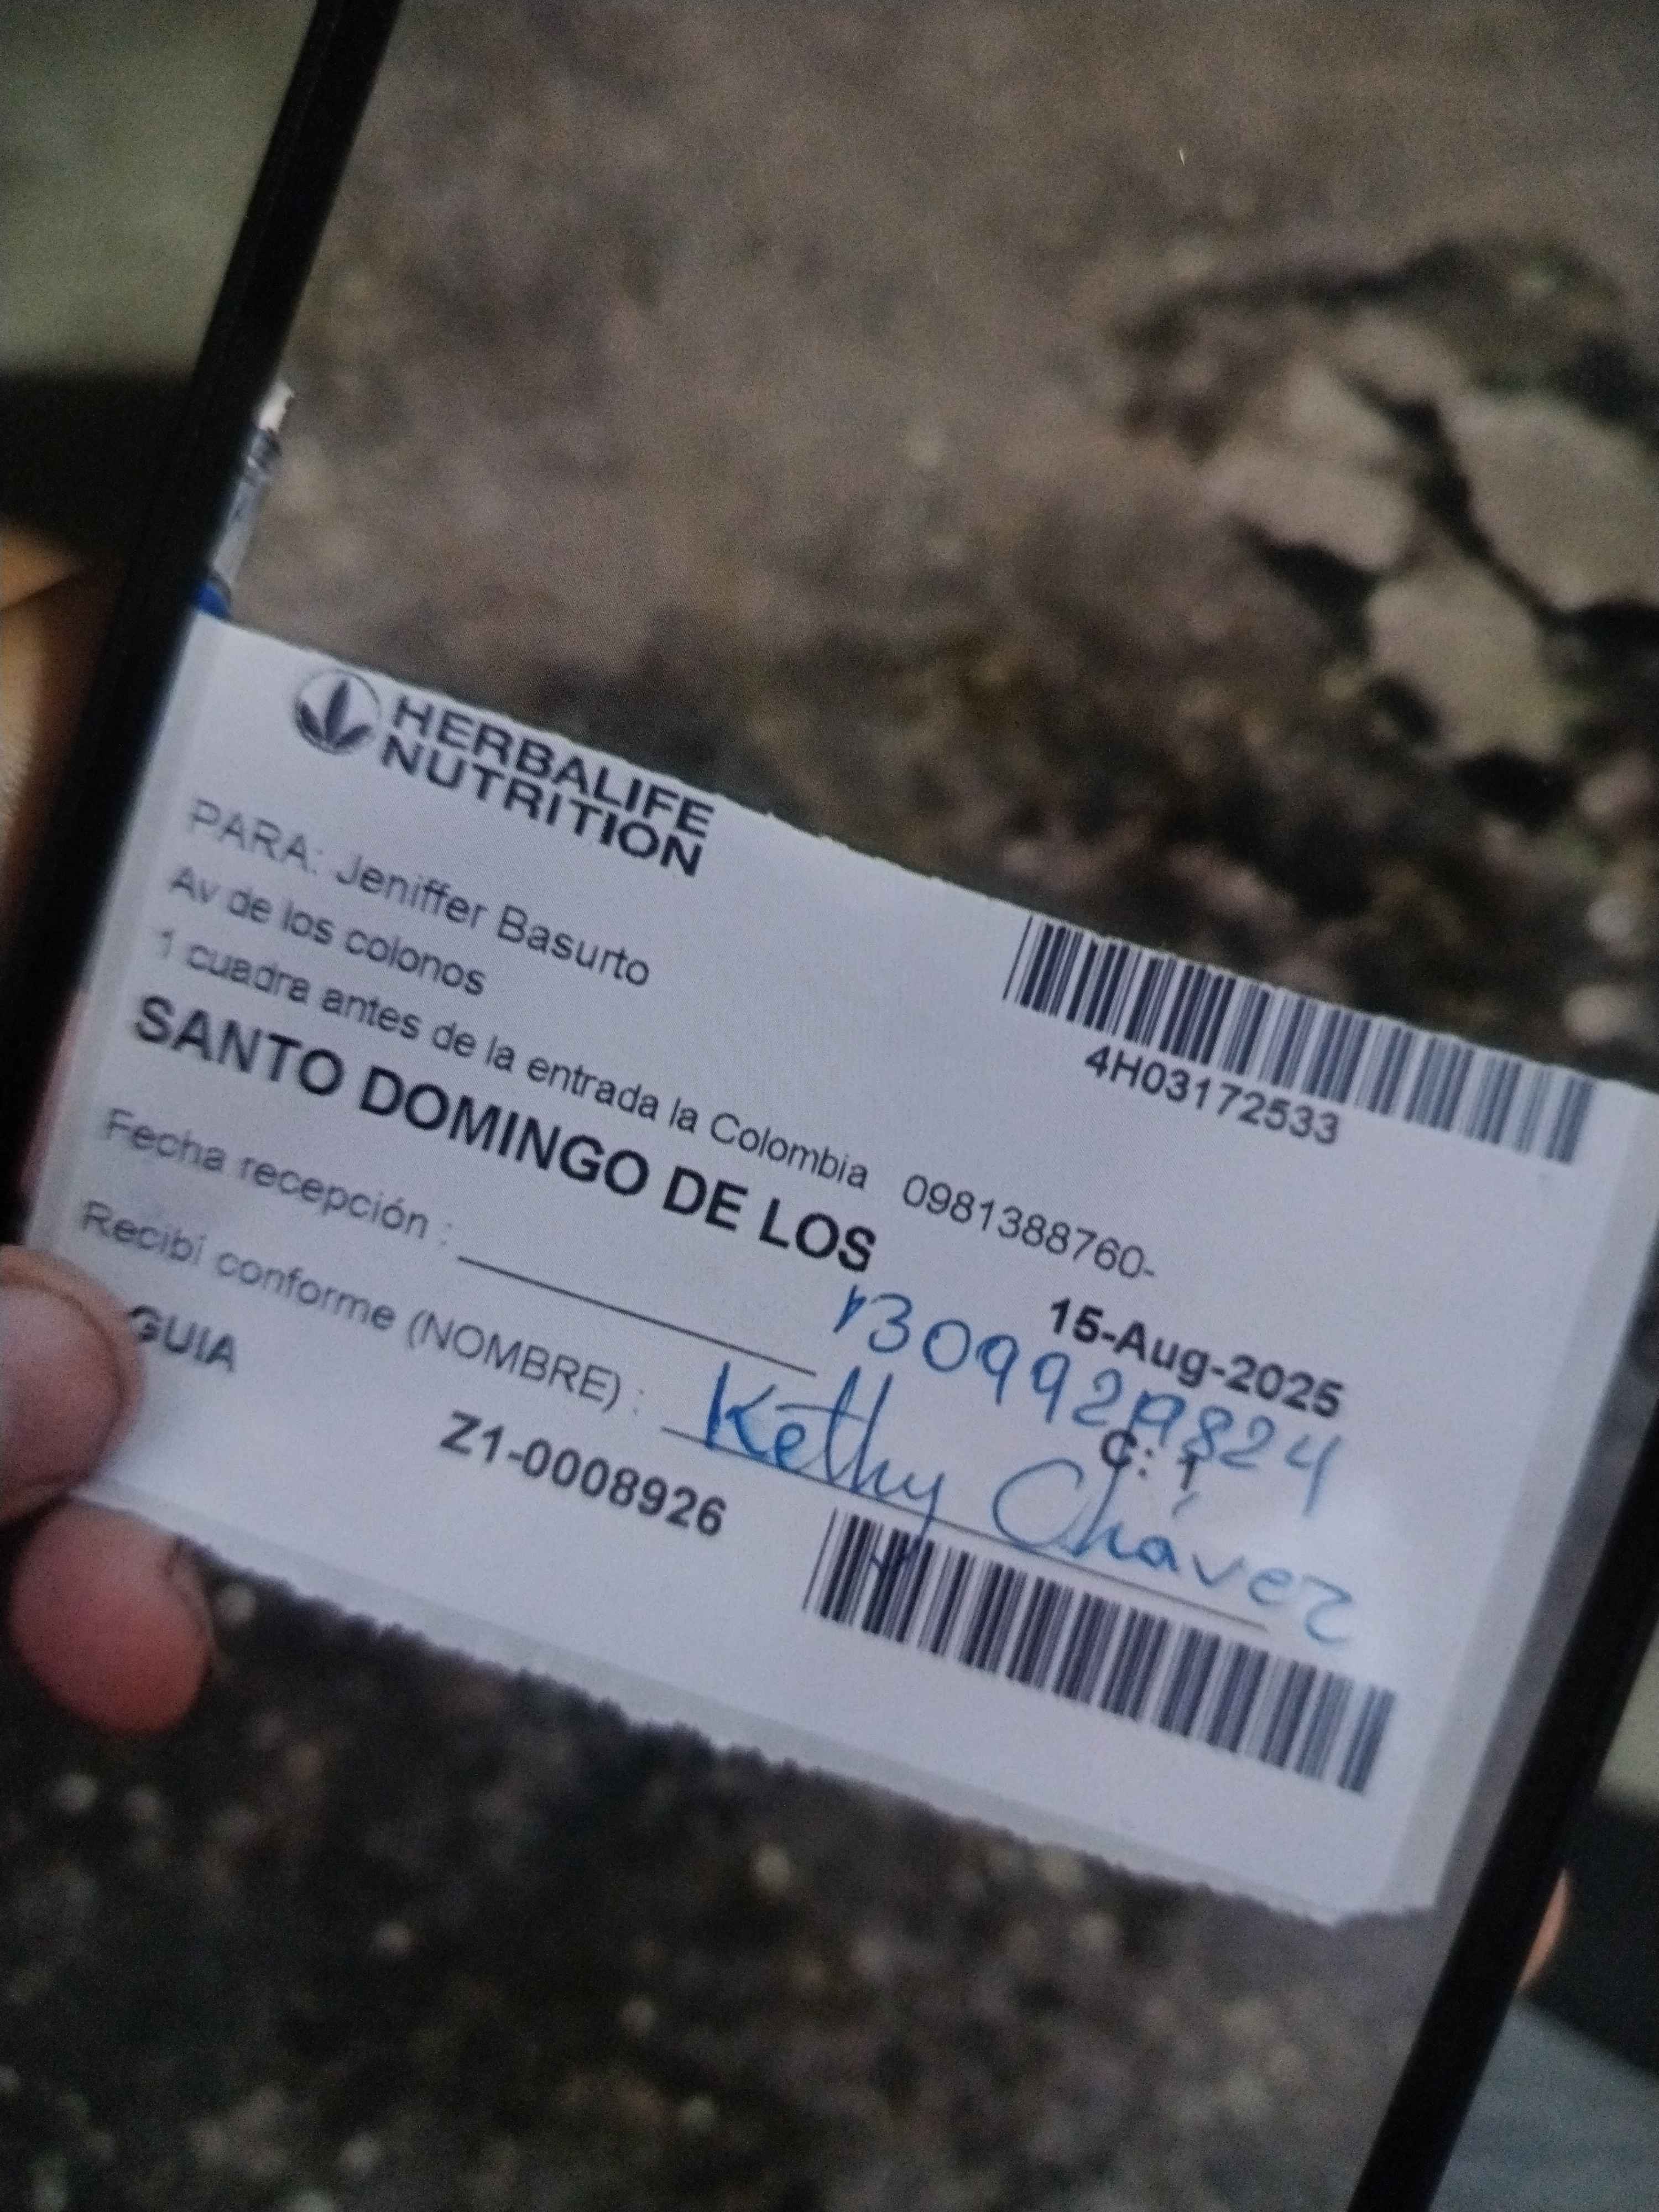 HERBALIFE
NUTRITION
PARA: Jeniffer Basurto
Av de los colonos
1 cuadra antes de la entrada la Colombia 0981388760-
SANTO DOMINGO DE LOS
4H03172533
Fecha recepción :
15-Aug-2025
Recibí conforme (NOMBRE) : Kethy Chávez
C: 1
GUIA
Z1-0008926